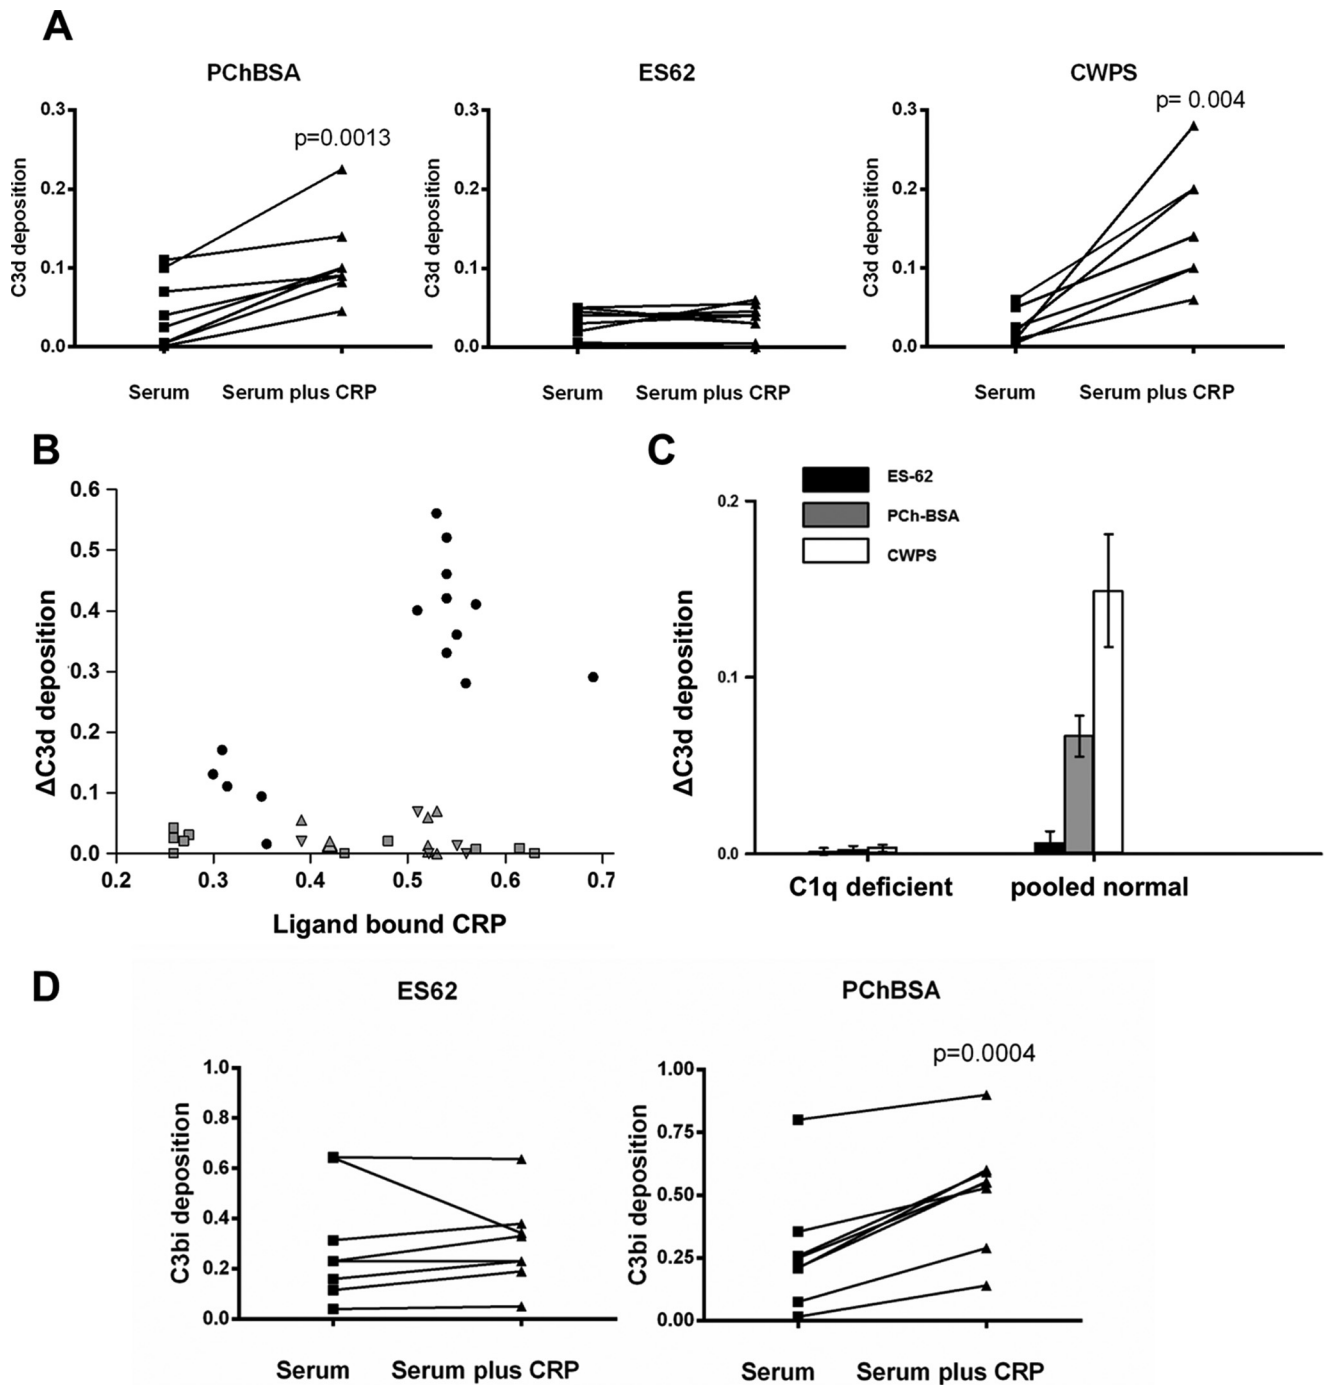 A
PChBSA
ES62
CWPS
p=0.0013
p= 0.004
0.3
0.2
0.1
0.0
C3d deposition
Serum
Serum plus CRP
0.3
0.2
0.1
0.0
C3d deposition
Serum
Serum plus CRP
0.3
0.2
0.1
0.0
C3d deposition
Serum
Serum plus CRP
B
0.6
0.5
0.4
0.3
0.2
0.1
0.0
ΔC3d deposition
0.2 0.3 0.4 0.5 0.6 0.7
Ligand bound CRP
C
ES-62
PCh-BSA
CWPS
0.2
0.1
0.0
ΔC3d deposition
C1q deficient
pooled normal
D
ES62
PChBSA
p=0.0004
1.0
0.8
0.6
0.4
0.2
0.0
C3bi deposition
Serum
Serum plus CRP
1.00
0.75
0.50
0.25
0.00
C3bi deposition
Serum
Serum plus CRP